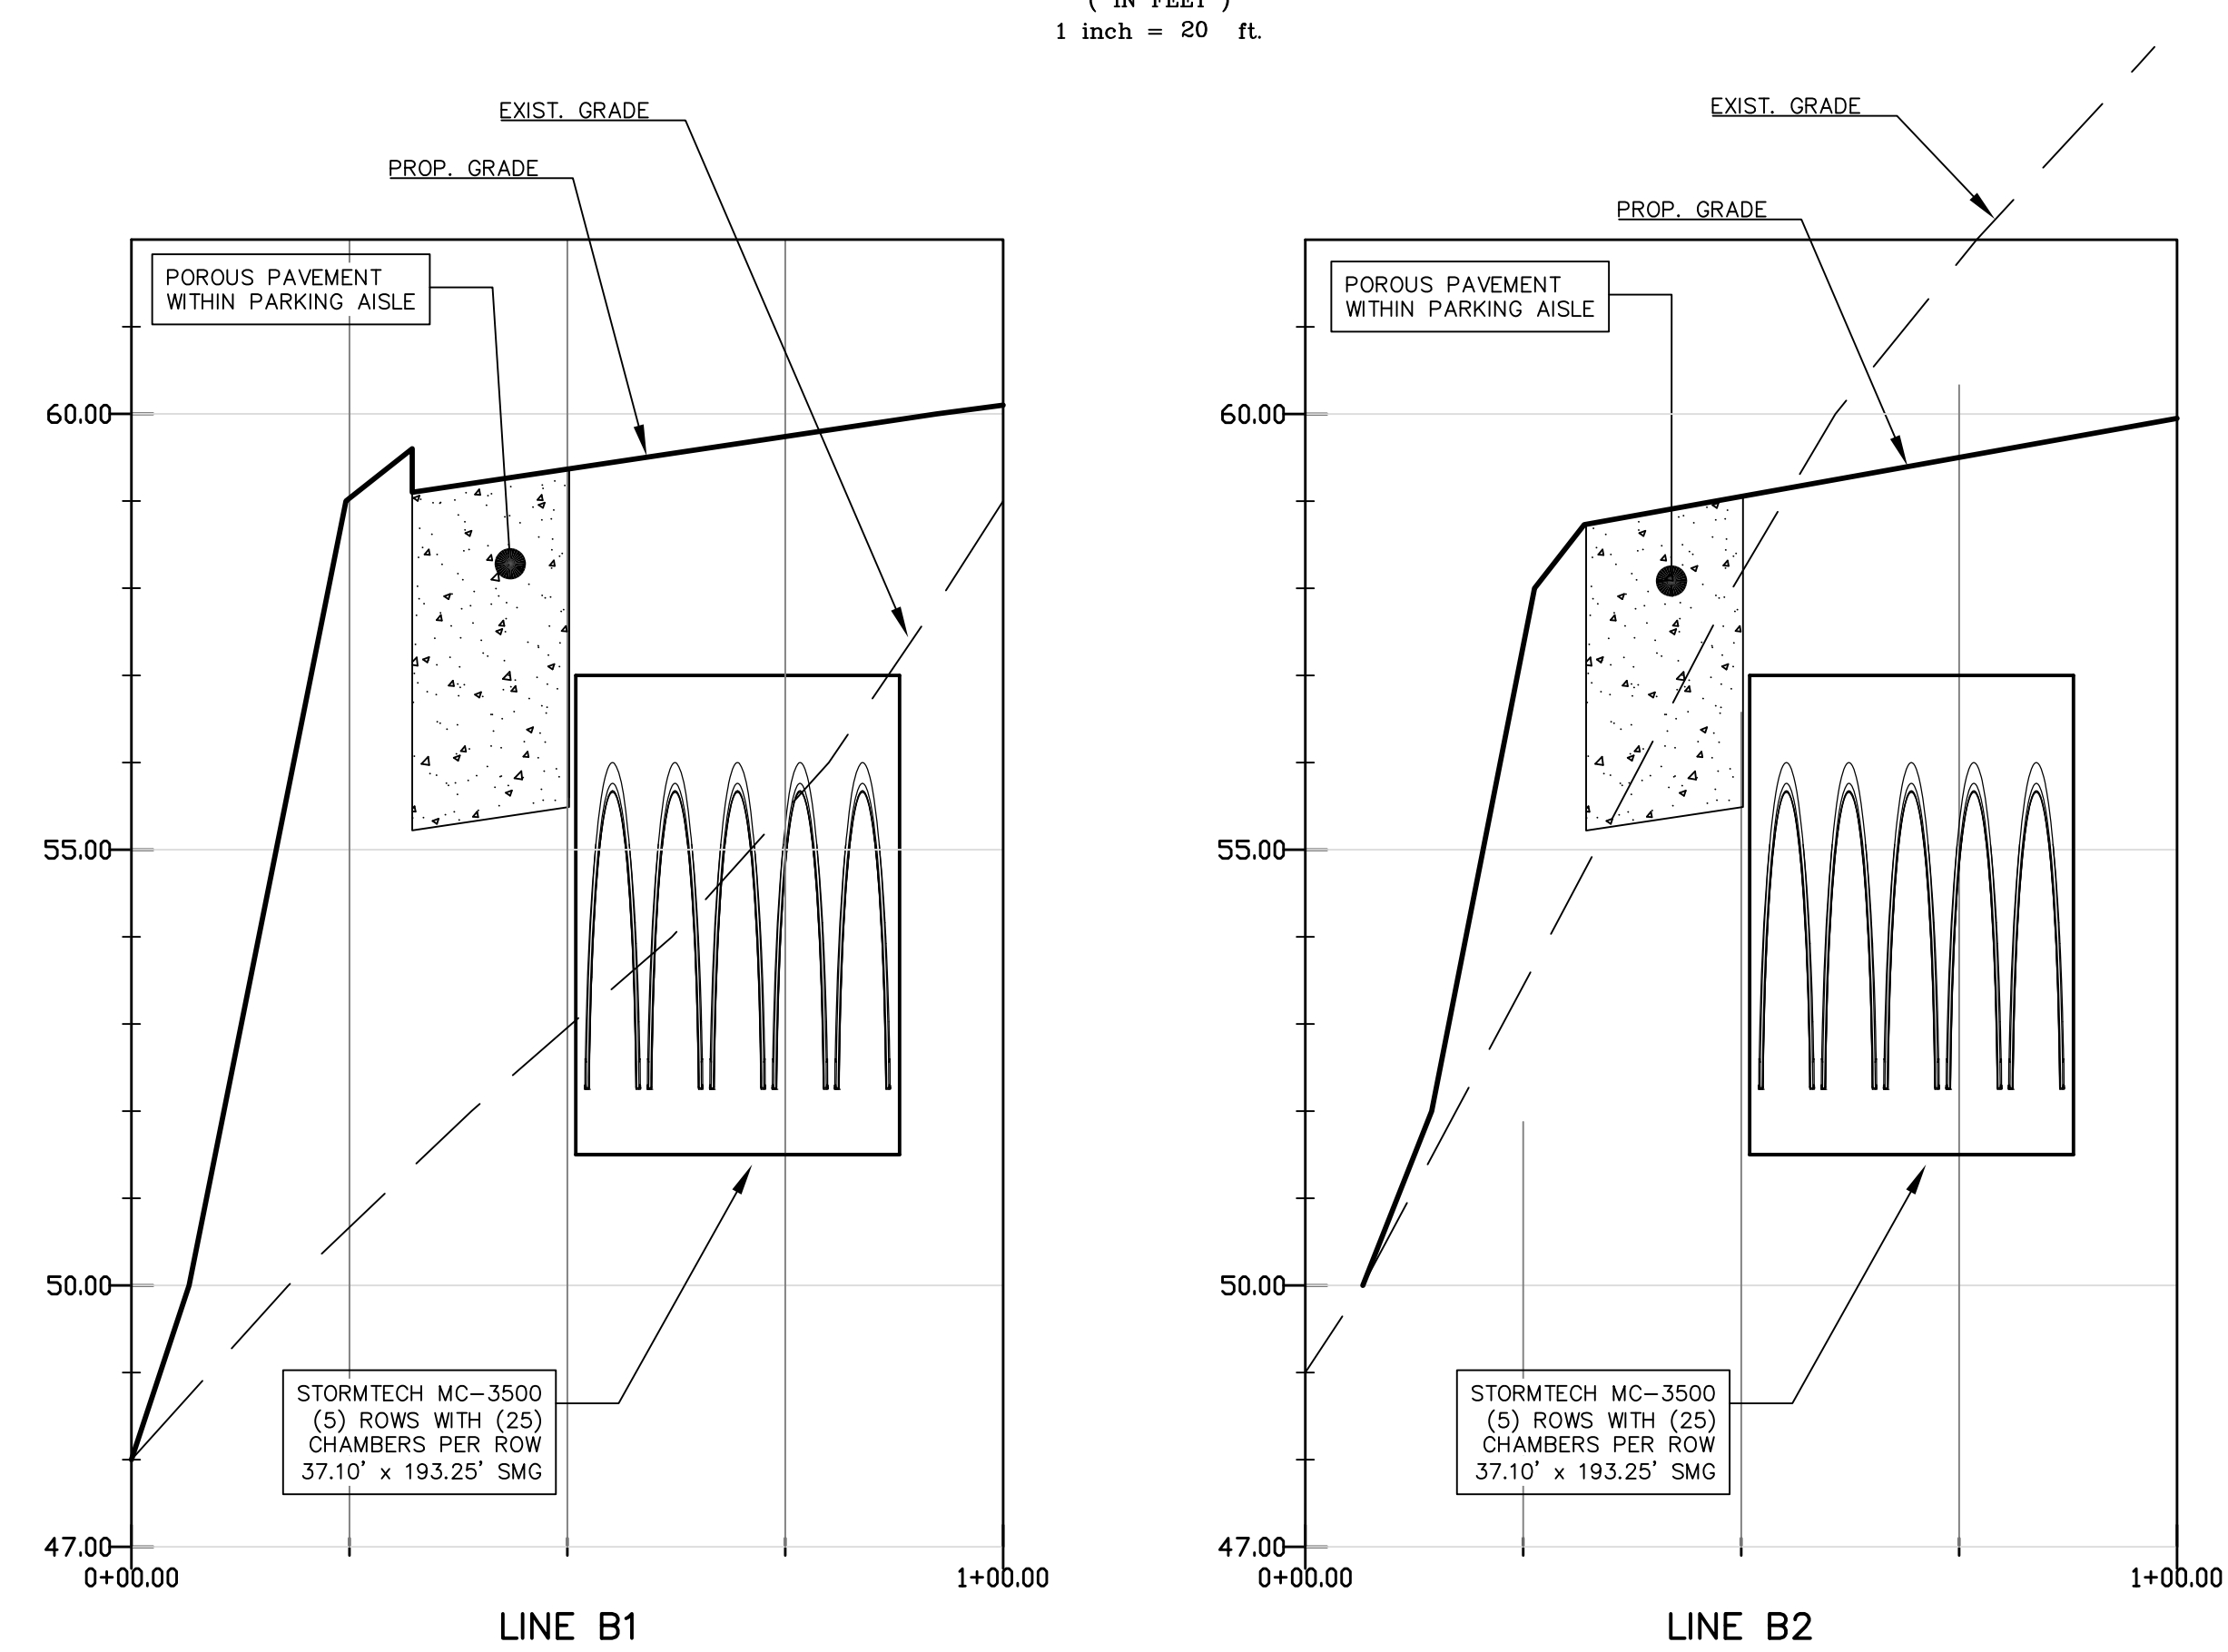 ( IN FEET )
1 inch = 20 ft.
EXIST. GRADE
PROP. GRADE
POROUS PAVEMENT
WITHIN PARKING AISLE
60.00
55.00
50.00
47.00
STORMTECH MC-3500
(5) ROWS WITH (25)
CHAMBERS PER ROW
37.10' x 193.25' SMG
0+00.00
1+00.00
LINE B1
EXIST. GRADE
PROP. GRADE
POROUS PAVEMENT
WITHIN PARKING AISLE
60.00
55.00
50.00
47.00
STORMTECH MC-3500
(5) ROWS WITH (25)
CHAMBERS PER ROW
37.10' x 193.25' SMG
0+00.00
1+00.00
LINE B2